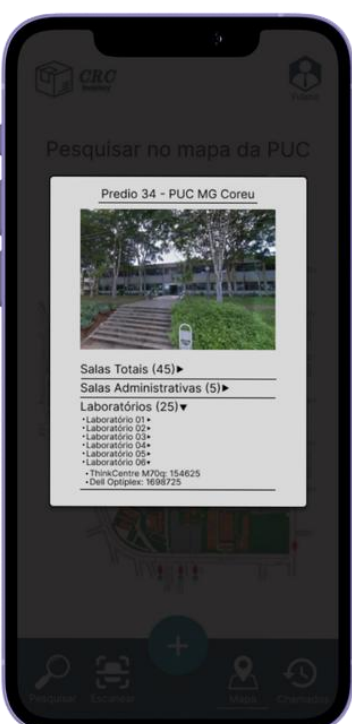 CRC
Pesquisar no mapa da PUC
Predio 34 - PUC MG Coreu
Salas Totais (45)▸
Salas Administrativas (5)▸
Laboratórios (25)▾
•Laboratório 01▸
•Laboratório 02▸
•Laboratório 03▸
•Laboratório 04▸
•Laboratório 05▸
•Laboratório 06▾
•ThinkCentre M70q: 154625
•Dell Optiplex: 1698725
Pesquisar
Escanear
Mapa
Chamados